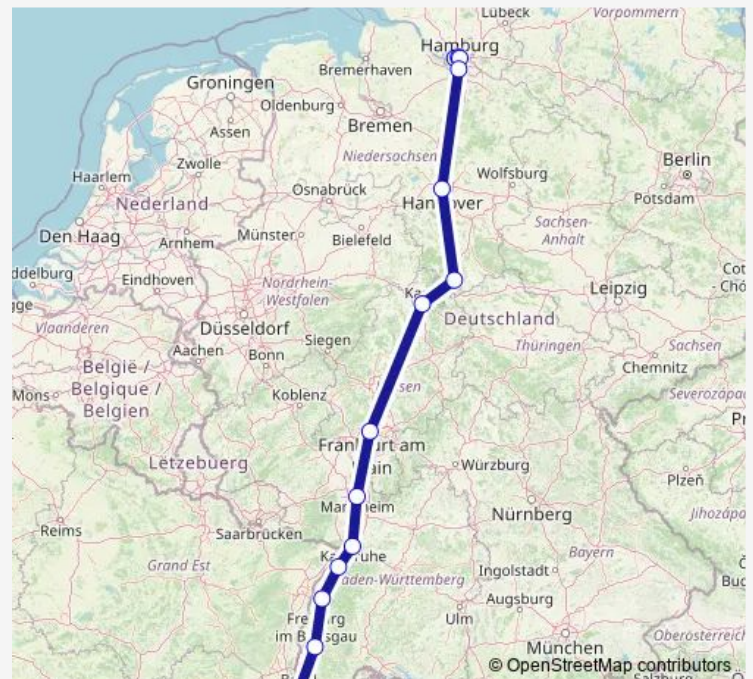 Lübeck
Vorpommern
Hamburg
Bremerhaven
Groningen
Oldenburg
Assen
Bremen
Zwolle
Niedersachsen
Berlin
Haarlem
Wolfsburg
Osnabrück
Potsdam
Nederland
Sachsen-
Anhalt
Den Haag
Arnhem
Münster
Bielefeld
Eindhoven
Nordrhein-
Westfalen
Leipzig
Vlaanderen
Düsseldorf
Deutschland
Siegen
Aachen
Bonn
Thüringen
Sachsen
België /
Belgique /
Belgien
Chemnitz
Mons
Koblenz
Lëtzebuerg
Würzburg
Plzeň
Nürnberg
Reims
Saarbrücken
Grand Est
Bayern
Ingolstadt
Augsburg
Ulm
München
© OpenStreetMap contributors